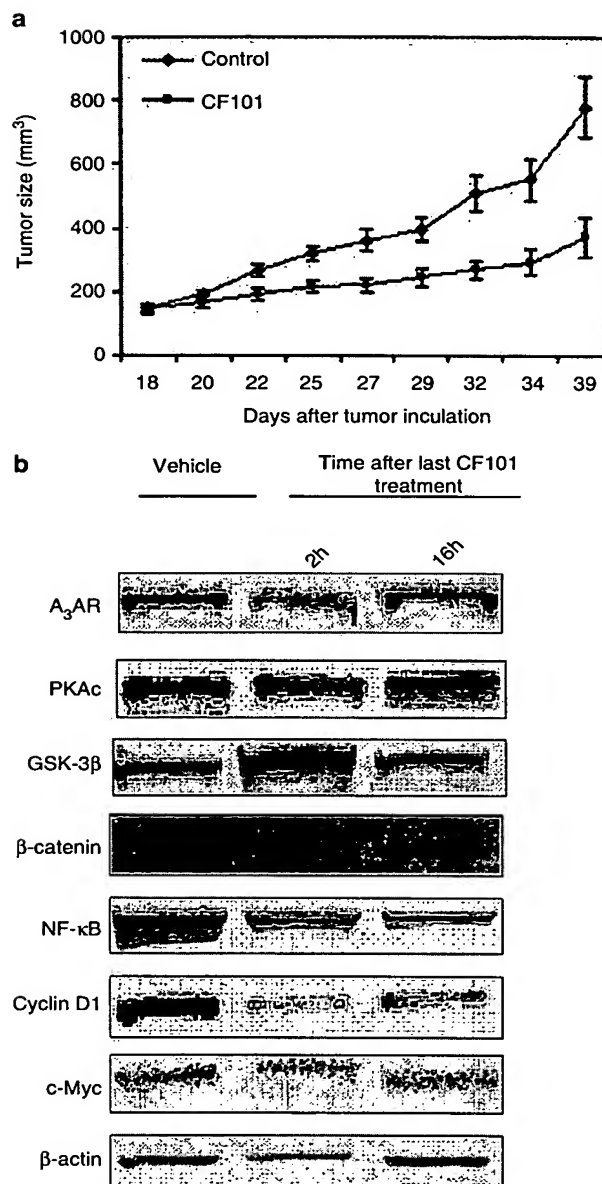 a
1000
800
600
400
200
0
Tumor size (mm³)
Control
CF101
18 20 22 25 27 29 32 34 39
Days after tumor inculation
b
Vehicle
Time after last CF101
treatment
2h 16h
A₃AR
PKAc
GSK-3β
β-catenin
NF-κB
Cyclin D1
c-Myc
β-actin